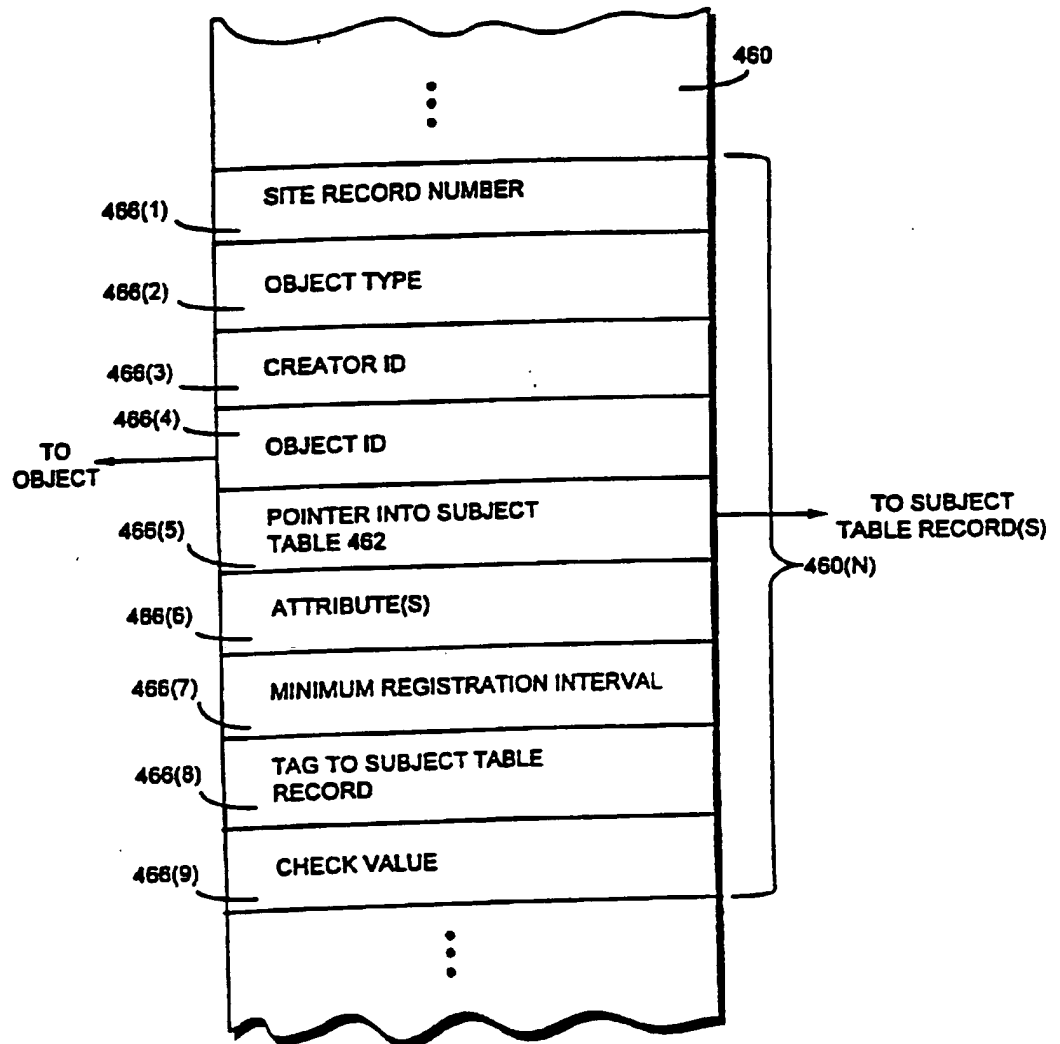 460
SITE RECORD NUMBER
466(1)
OBJECT TYPE
466(2)
CREATOR ID
466(3)
466(4)
OBJECT ID
TO
OBJECT
POINTER INTO SUBJECT
TABLE 462
466(5)
TO SUBJECT
TABLE RECORD(S)
460(N)
ATTRIBUTE(S)
466(6)
MINIMUM REGISTRATION INTERVAL
466(7)
TAG TO SUBJECT TABLE
RECORD
466(8)
CHECK VALUE
466(9)